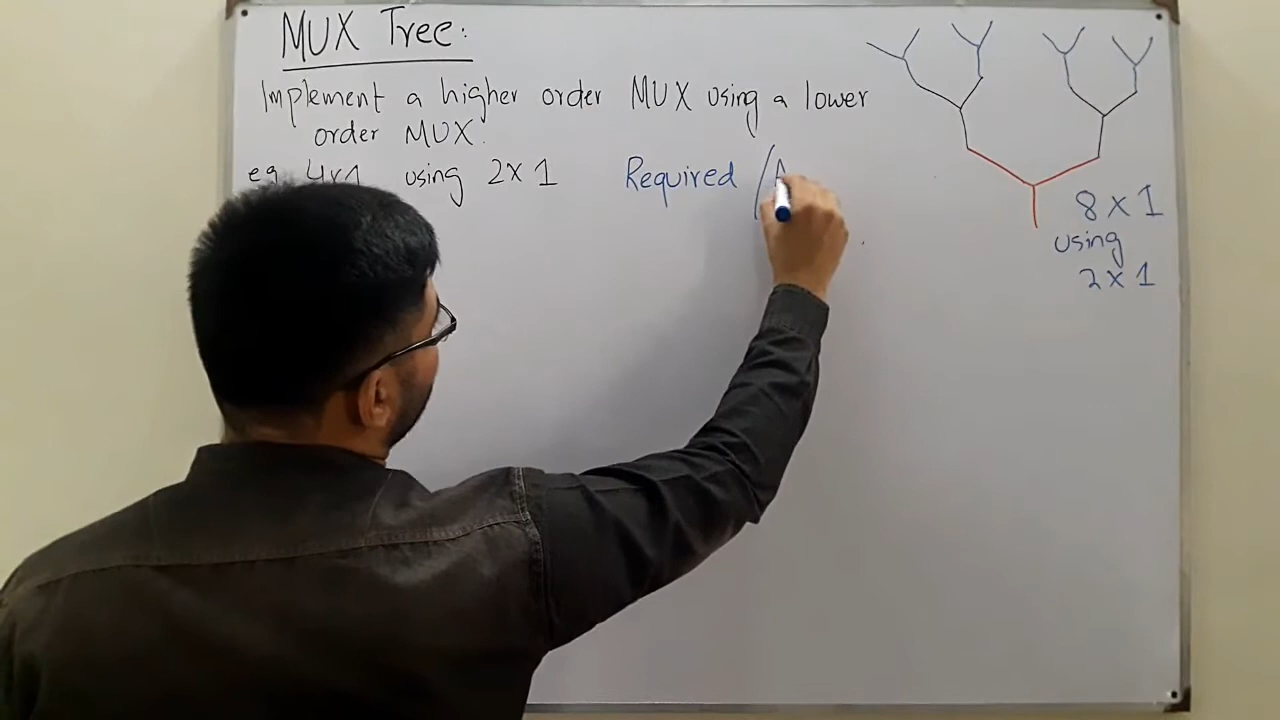 MUX Tree:
Implement a higher order MUX using a lower
order MUX.
eg 4x1 using 2x1 Required /
8 x 1
using
2 x 1